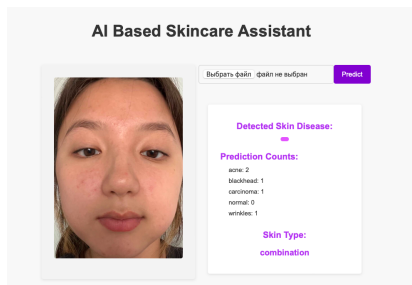 AI Based Skincare Assistant
Выбрать файл файл не выбран
Predict
Detected Skin Disease:
Prediction Counts:
acne: 2
blackhead: 1
carcinoma: 1
normal: 0
wrinkles: 1
Skin Type:
combination